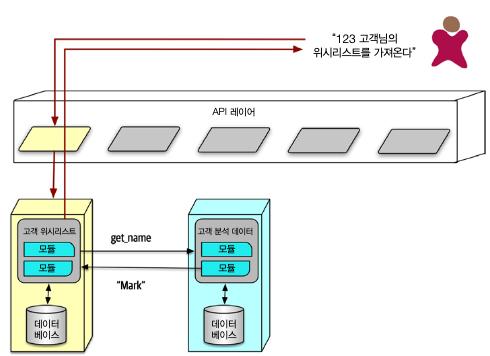 “123 고객님의
위시리스트를 가져온다”
API 레이어
고객 위시리스트
모듈
모듈
get_name
“Mark”
고객 분석 데이터
모듈
모듈
데이터
베이스
데이터
베이스